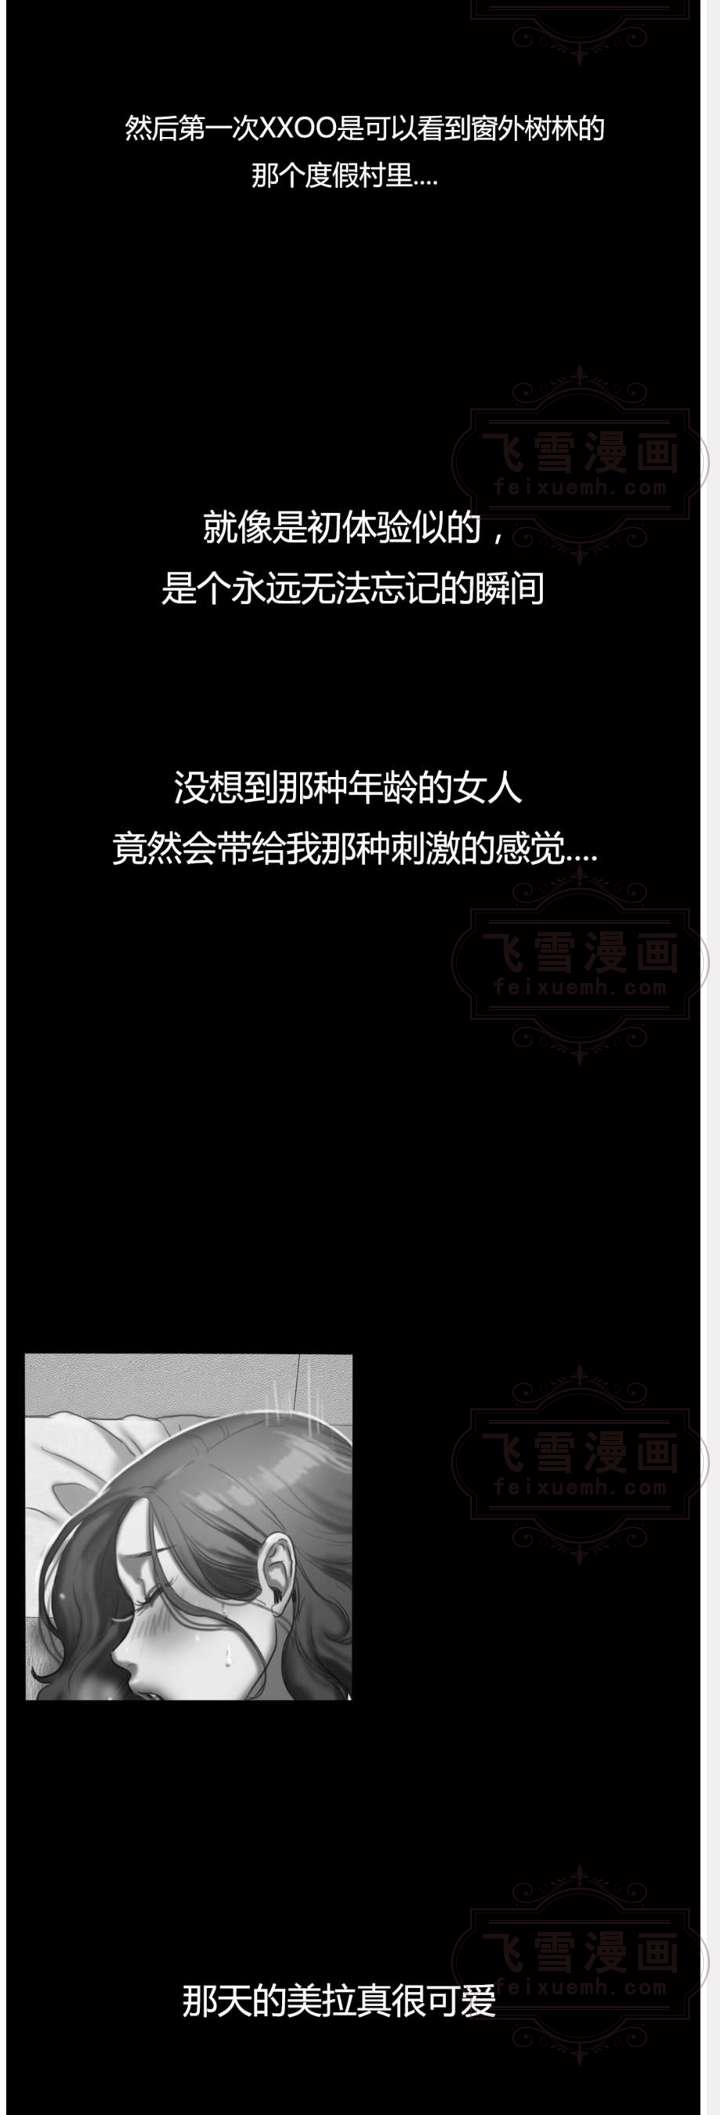 然后第一次XXOO是可以看到窗外树林的
那个度假村里....
飞雪漫画
feixuemh.com
就像是初体验似的，
是个永远无法忘记的瞬间
没想到那种年龄的女人
竟然会带给我那种刺激的感觉....
飞雪漫画
feixuemh.com
飞雪漫画
feixuemh.com
飞雪漫画
feixuemh.com
那天的美拉真很可爱